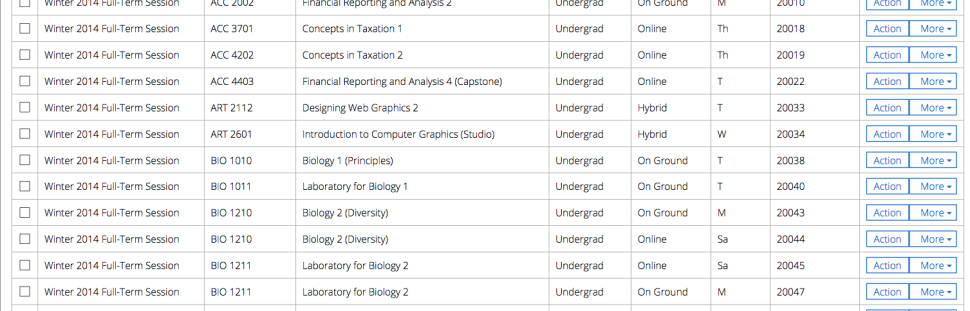 Winter 2014 Full-Term Session ACC 2002 Financial Reporting and Analysis 2 Undergrad On Ground M 20010 Action More
Winter 2014 Full-Term Session ACC 3701 Concepts in Taxation 1 Undergrad Online Th 20018 Action More
Winter 2014 Full-Term Session ACC 4202 Concepts in Taxation 2 Undergrad Online Th 20019 Action More
Winter 2014 Full-Term Session ACC 4403 Financial Reporting and Analysis 4 (Capstone) Undergrad Online T 20022 Action More
Winter 2014 Full-Term Session ART 2112 Designing Web Graphics 2 Undergrad Hybrid T 20033 Action More
Winter 2014 Full-Term Session ART 2601 Introduction to Computer Graphics (Studio) Undergrad Hybrid W 20034 Action More
Winter 2014 Full-Term Session BIO 1010 Biology 1 (Principles) Undergrad On Ground T 20038 Action More
Winter 2014 Full-Term Session BIO 1011 Laboratory for Biology 1 Undergrad On Ground T 20040 Action More
Winter 2014 Full-Term Session BIO 1210 Biology 2 (Diversity) Undergrad On Ground M 20043 Action More
Winter 2014 Full-Term Session BIO 1210 Biology 2 (Diversity) Undergrad Online Sa 20044 Action More
Winter 2014 Full-Term Session BIO 1211 Laboratory for Biology 2 Undergrad Online Sa 20045 Action More
Winter 2014 Full-Term Session BIO 1211 Laboratory for Biology 2 Undergrad On Ground M 20047 Action More